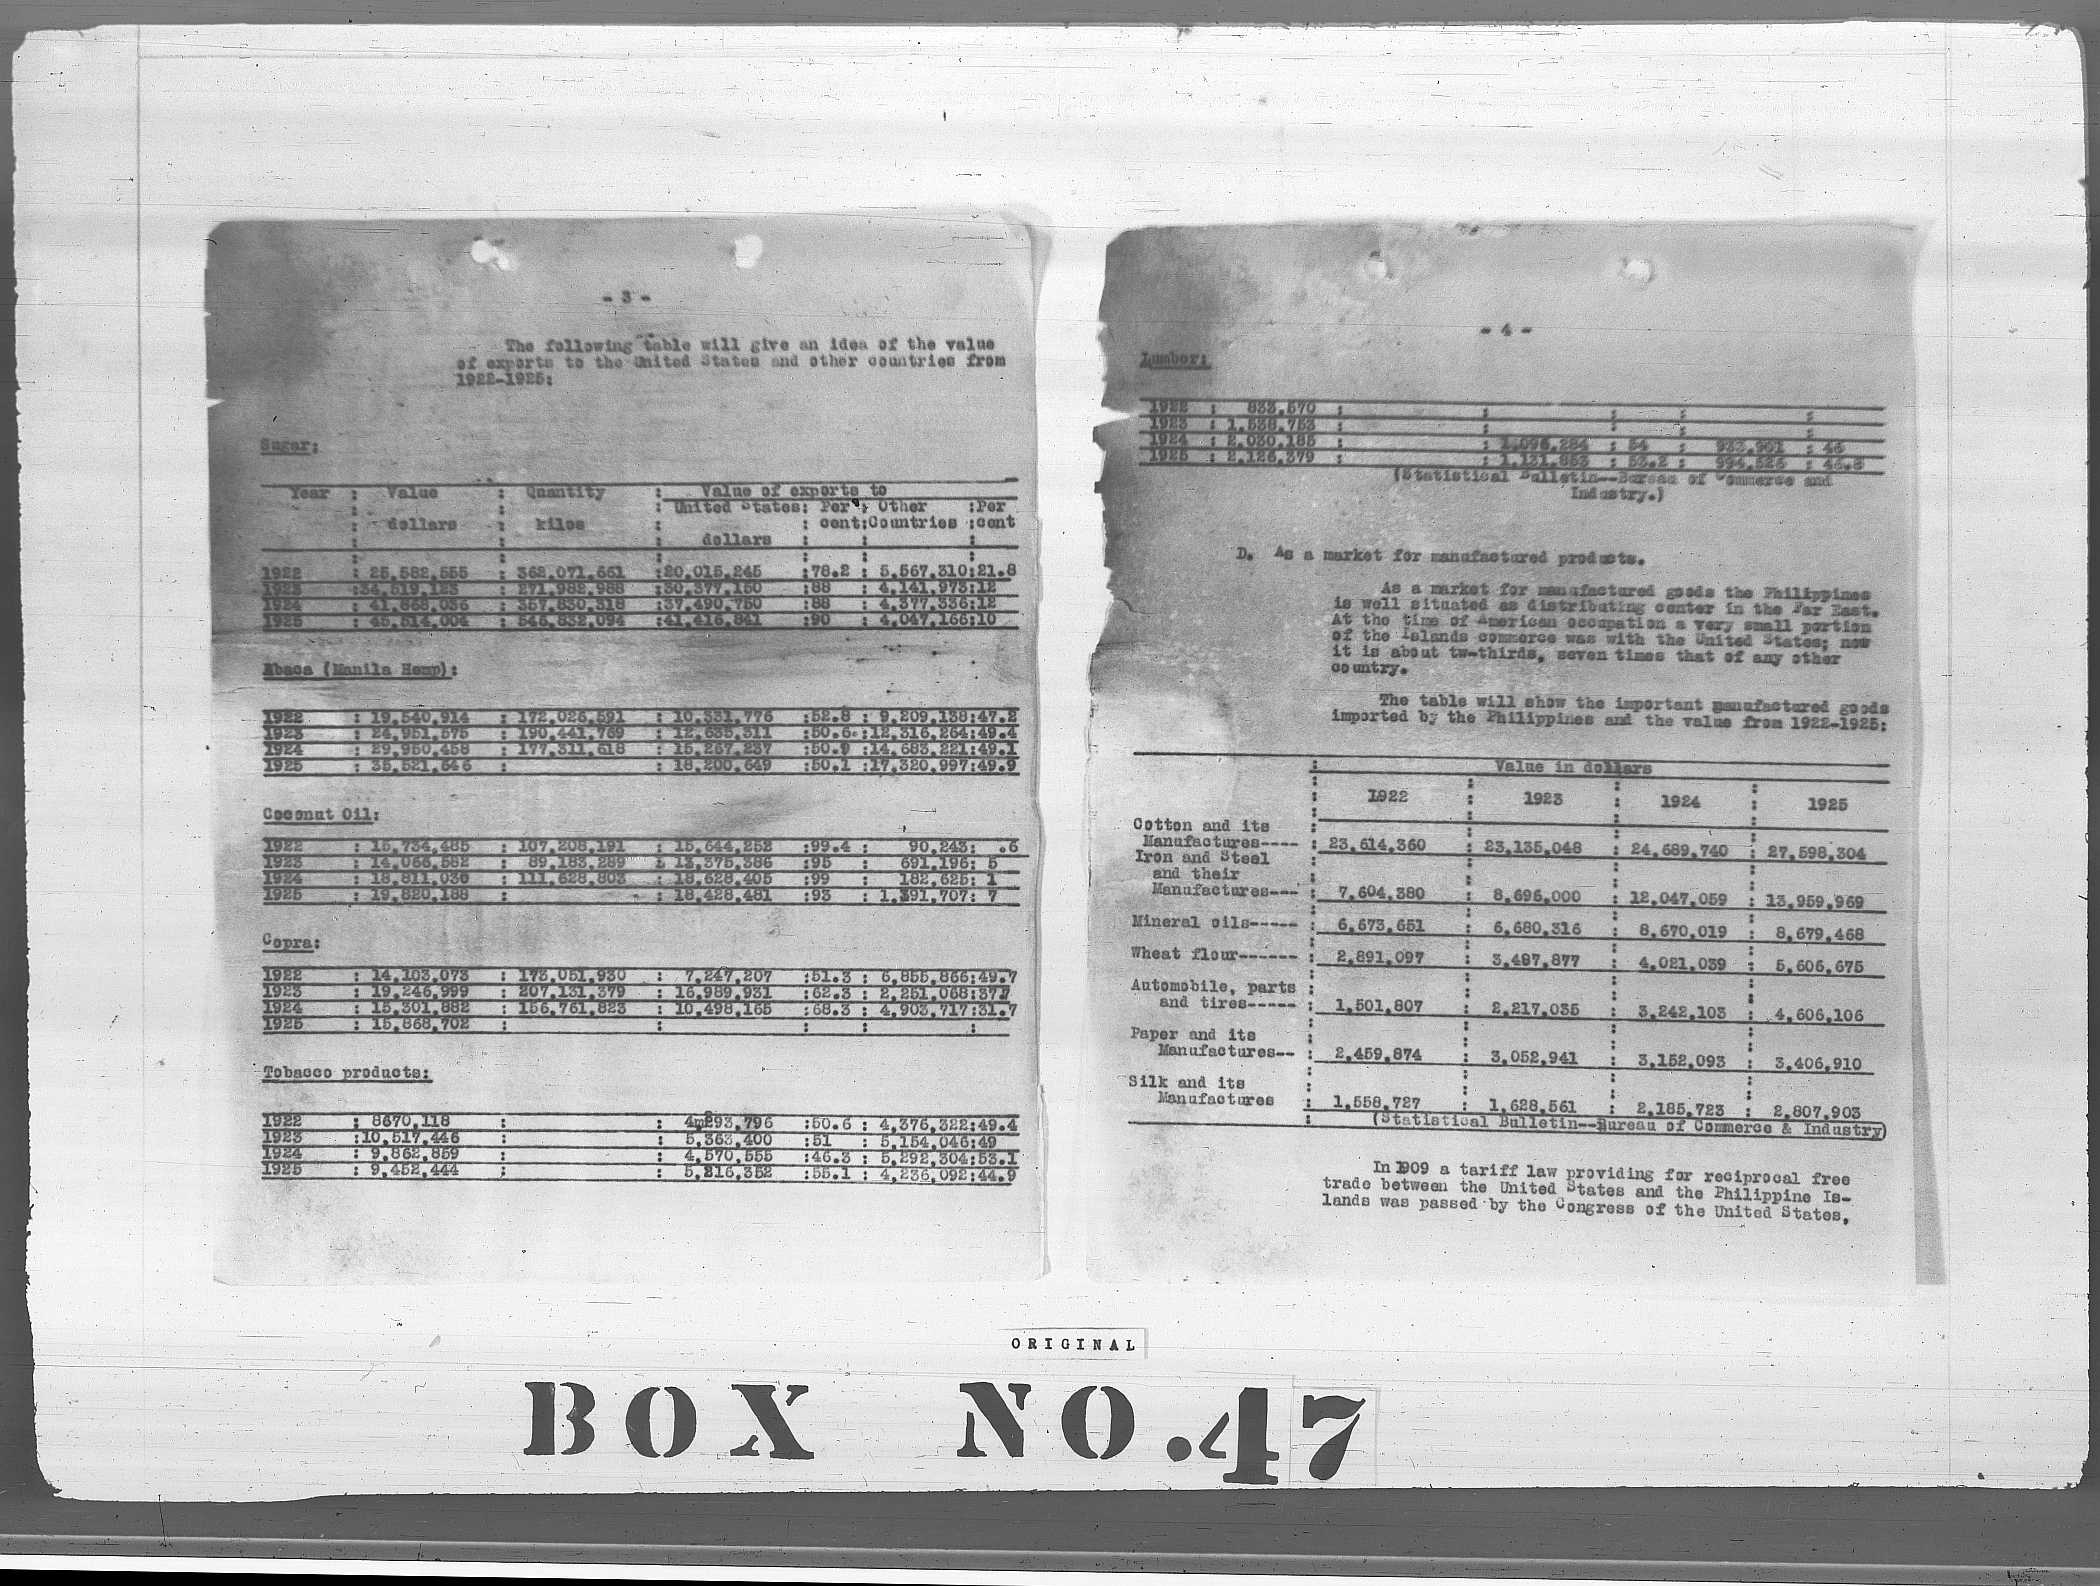 - 3 -
The following table will give an idea of the value
of exports to the United States and other countries from
1922-1925:
Sugar:
Year : Value : Quantity : Value of exports to
: : : United States: Per : Other :Per
: dollars : kilos : : cent:Countries :cent
: : : dollars : : :
1922 : 25,582,555 : 362,071,661 :20,015,245 :78.2 : 5,567,310:21.8
1923 :34,519,123 : 271,982,988 :30,377,150 :88 : 4,141,973:12
1924 : 41,868,036 : 357,830,318 :37,490,750 :88 : 4,377,336:12
1925 : 45,514,004 : 546,832,094 :41,416,841 :90 : 4,047,166:10
Abaca (Manila Hemp):
1922 : 19,540,914 : 172,026,591 : 10,331,776 :52.8 : 9,209,138:47.2
1923 : 24,951,575 : 190,441,769 : 12,635,311 :50.6.:12,316,264:49.4
1924 : 29,950,458 : 177,311,618 : 15,267,237 :50.9 :14,683,221:49.1
1925 : 35,521,646 : : 18,200,649 :50.1 :17,320,997:49.9
Coconut Oil:
1922 : 15,734,485 : 107,208,191 : 15,644,252 :99.4 : 90,243: .6
1923 : 14,066,582 : 89,183,289 : 13,375,386 :95 : 691,196: 5
1924 : 18,811,030 : 111,628,803 : 18,628,405 :99 : 182,625: 1
1925 : 19,820,188 : : 18,428,481 :93 : 1,391,707: 7
Copra:
1922 : 14,103,073 : 173,051,930 : 7,247,207 :51.3 : 6,855,866:49.7
1923 : 19,246,999 : 207,131,379 : 16,989,931 :62.3 : 2,251,068:377
1924 : 15,301,882 : 156,761,823 : 10,498,165 :68.3 : 4,903,717:31.7
1925 : 15,868,702 : : : : :
Tobacco products:
1922 : 8670,118 : : 4m293,796 :50.6 : 4,376,322:49.4
1923 :10,517,446 : : 5,363,400 :51 : 5,154,046:49
1924 : 9,862,859 : : 4,570,555 :46.3 : 5,292,304:53.1
1925 : 9,452,444 ; : 5,216,352 :55.1 : 4,236,092:44.9
- 4 -
Lumber:
1922 : 833,570 : : : : :
1923 : 1,538,753 : : : : :
1924 : 2,030,185 : : 1,096,284 : 54 : 933,901 : 46
1925 : 2,126,379 : : 1,131,853 : 53.2 : 994,526 : 46.8
(Statistical Bulletin--Bureau of Commerce and
Industry.)
D. As a market for manufactured products.
As a market for manufactured goods the Philippines
is well situated as distributing center in the Far East.
At the time of American occupation a very small portion
of the Islands commerce was with the United States; now
it is about tw-thirds, seven times that of any other
country.
The table will show the important manufactured goods
imported by the Philippines and the value from 1922-1925:
: Value in dollars
: 1922 : 1923 : 1924 : 1925
Cotton and its
Manufactures---- : 23,614,360 : 23,135,048 : 24,689,740 : 27,598,304
Iron and Steel
and their
Manufactures--- : 7,604,380 : 8,696,000 : 12,047,059 : 13,959,969
Mineral oils----- : 6,673,651 : 6,680,316 : 8,670,019 : 8,679,468
Wheat flour------ : 2,891,097 : 3,487,877 : 4,021,039 : 5,606,675
Automobile, parts
and tires----- : 1,501,807 : 2,217,035 : 3,242,103 : 4,606,106
Paper and its
Manufactures-- : 2,459,874 : 3,052,941 : 3,152,093 : 3,406,910
Silk and its
Manufactures : 1,558,727 : 1,628,561 : 2,185,723 : 2,807,903
: (Statistical Bulletin--Bureau of Commerce & Industry)
In 1909 a tariff law providing for reciprocal free
trade between the United States and the Philippine Is-
lands was passed by the Congress of the United States,
ORIGINAL
BOX NO.47